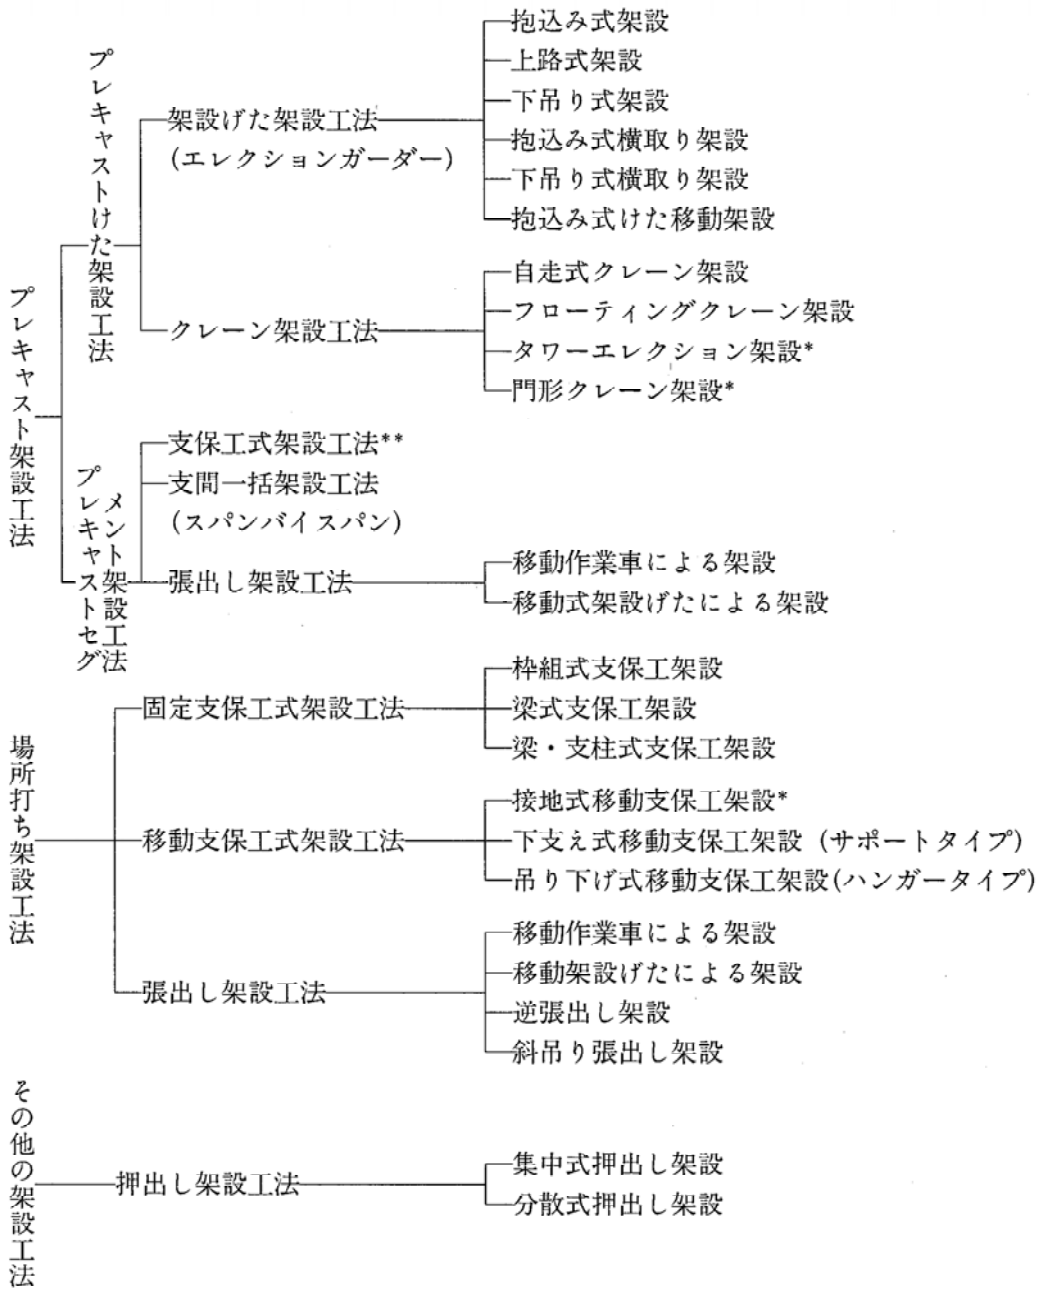 プレキャスト架設工法
プレキャストけた架設工法
架設げた架設工法
(エレクションガーダー)
抱込み式架設
上路式架設
下吊り式架設
抱込み式横取り架設
下吊り式横取り架設
抱込み式けた移動架設
クレーン架設工法
自走式クレーン架設
フローティングクレーン架設
タワーエレクション架設*
門形クレーン架設*
プレキャストセグ
メント架設工法
支保工式架設工法**
支間一括架設工法
(スパンバイスパン)
張出し架設工法
移動作業車による架設
移動式架設げたによる架設
場所打ち架設工法
固定支保工式架設工法
枠組式支保工架設
梁式支保工架設
梁・支柱式支保工架設
移動支保工式架設工法
接地式移動支保工架設*
下支え式移動支保工架設 (サポートタイプ)
吊り下げ式移動支保工架設(ハンガータイプ)
張出し架設工法
移動作業車による架設
移動架設げたによる架設
逆張出し架設
斜吊り張出し架設
その他の架設工法
押出し架設工法
集中式押出し架設
分散式押出し架設